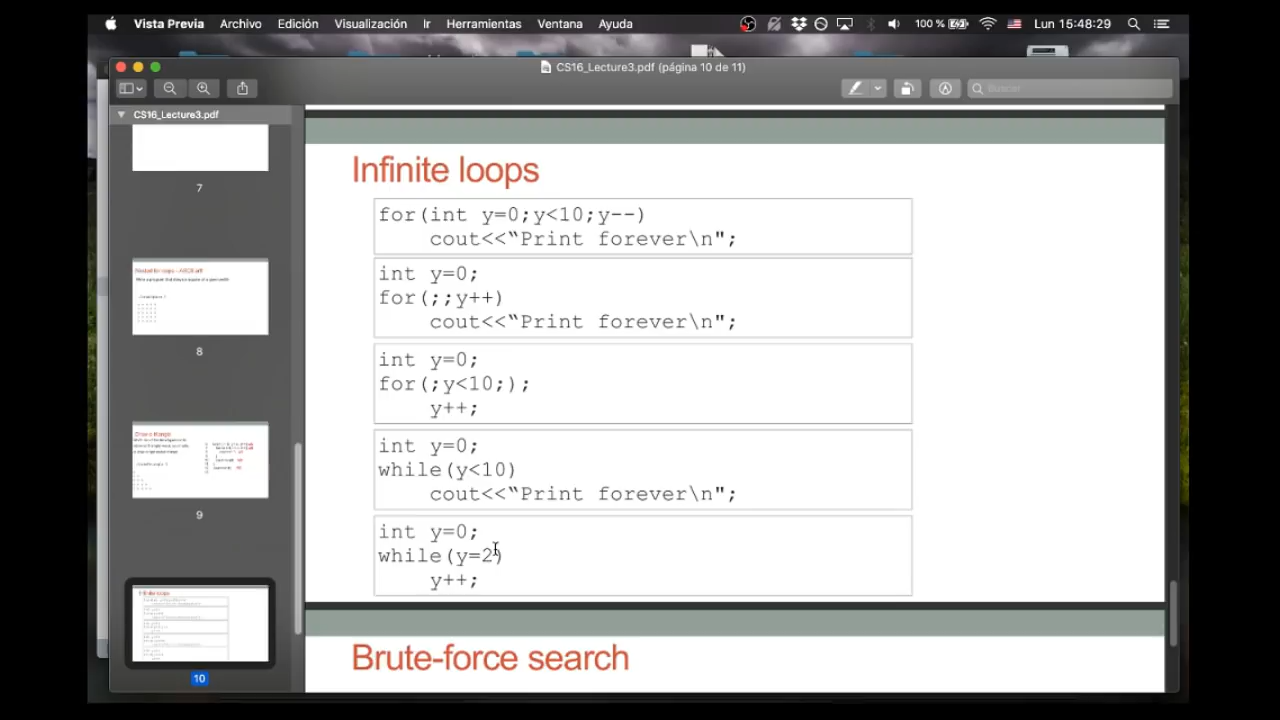 Vista Previa Archivo Edición Visualización Ir Herramientas Ventana Ayuda 100 % Lun 15:48:29
CS16_Lecture3.pdf (página 10 de 11)
Buscar
CS16_Lecture3.pdf
7
8
9
10
Infinite loops
for(int y=0;y<10;y--)
cout<<“Print forever\n";
int y=0;
for(;;y++)
cout<<“Print forever\n";
int y=0;
for(;y<10;);
y++;
int y=0;
while(y<10)
cout<<“Print forever\n";
int y=0;
while(y=2)
y++;
Brute-force search